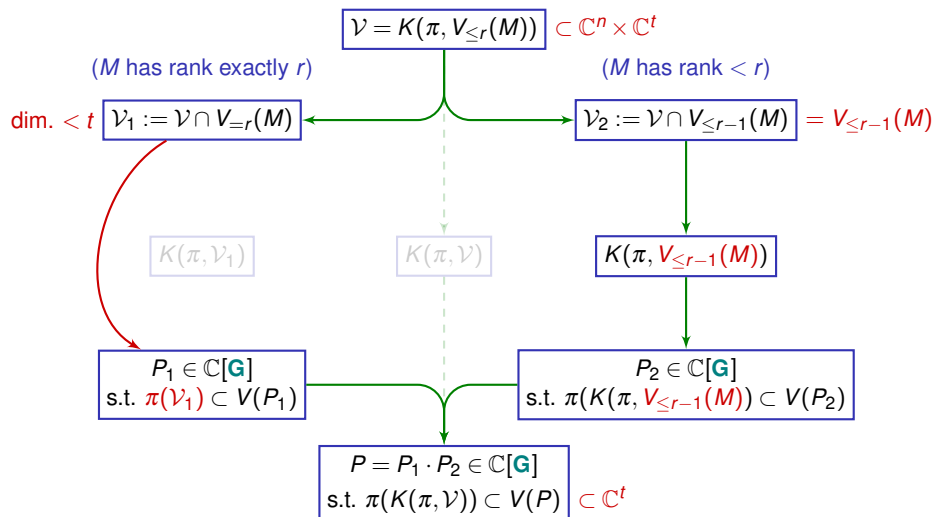 𝒱 = K(π, V≤r(M)) ⊂ ℂⁿ × ℂᵗ
(M has rank exactly r)
(M has rank < r)
dim. < t 𝒱₁ := 𝒱 ∩ V₌r(M)
𝒱₂ := 𝒱 ∩ V≤r−1(M) = V≤r−1(M)
K(π, 𝒱₁)
K(π, 𝒱)
K(π, V≤r−1(M))
P₁ ∈ ℂ[G]
s.t. π(𝒱₁) ⊂ V(P₁)
P₂ ∈ ℂ[G]
s.t. π(K(π, V≤r−1(M)) ⊂ V(P₂)
P = P₁ · P₂ ∈ ℂ[G]
s.t. π(K(π, 𝒱)) ⊂ V(P) ⊂ ℂᵗ